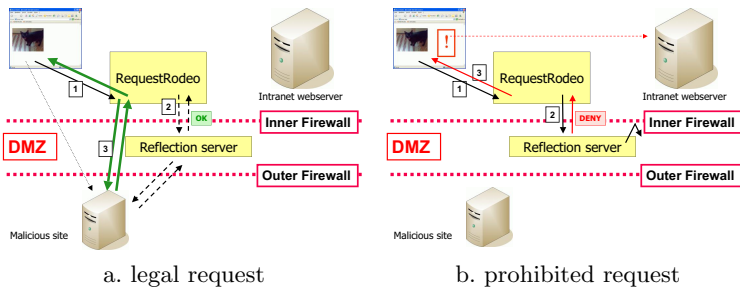 RequestRodeo
1
2
OK
Intranet webserver
Inner Firewall
DMZ
3
Reflection server
Outer Firewall
Malicious site
a. legal request
!
3
RequestRodeo
1
2
DENY
Intranet webserver
Inner Firewall
DMZ
Reflection server
Outer Firewall
Malicious site
b. prohibited request